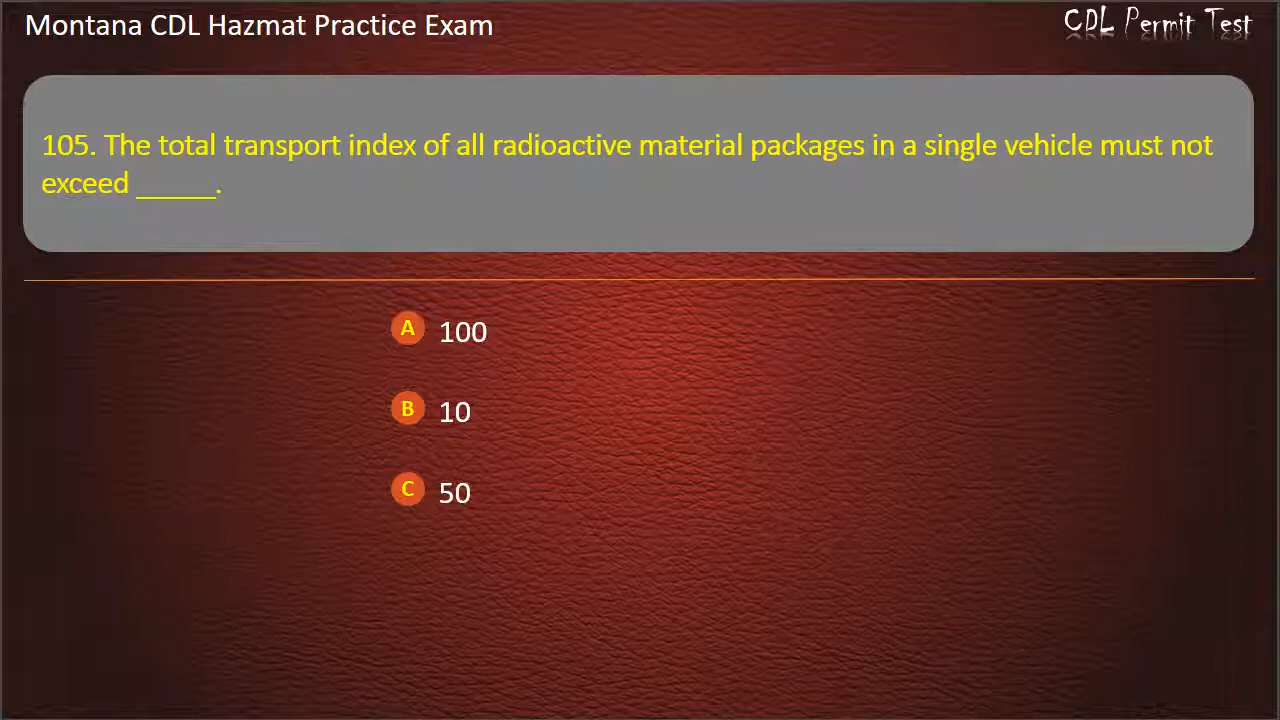 Montana CDL Hazmat Practice Exam
CDL Permit Test
105. The total transport index of all radioactive material packages in a single vehicle must not
exceed _____.
A 100
B 10
C 50